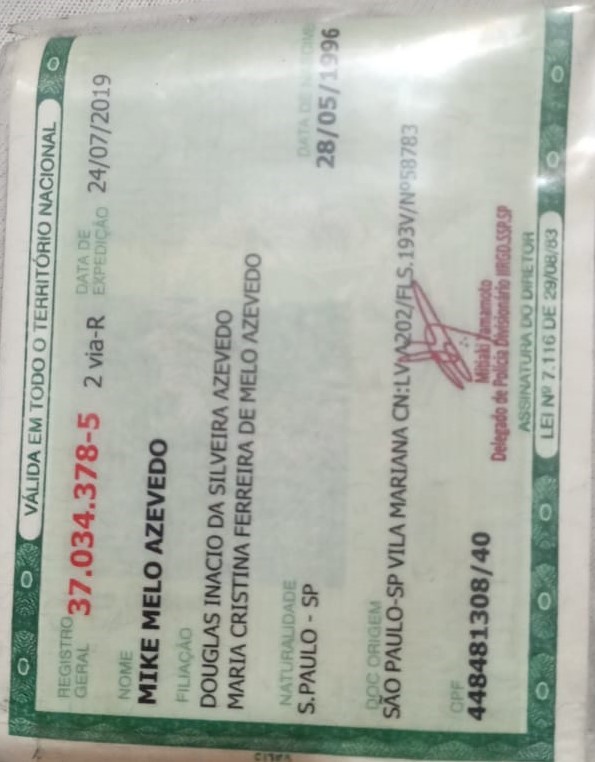 VÁLIDA EM TODO O TERRITÓRIO NACIONAL
REGISTRO GERAL 37.034.378-5 2 via-R DATA DE EXPEDIÇÃO 24/07/2019
NOME
MIKE MELO AZEVEDO
FILIAÇÃO
DOUGLAS INACIO DA SILVEIRA AZEVEDO
MARIA CRISTINA FERREIRA DE MELO AZEVEDO
NATURALIDADE DATA DE
S.PAULO - SP 28/05/1996
DOC ORIGEM
SÃO PAULO-SP VILA MARIANA CN:LV.A202/FLS.193V/Nº58783
CPF
448481308/40
Mitiaki Yamamoto
Delegado de Polícia Divisionário IIRGD.SSP.SP
ASSINATURA DO DIRETOR
LEI Nº 7.116 DE 29/08/83